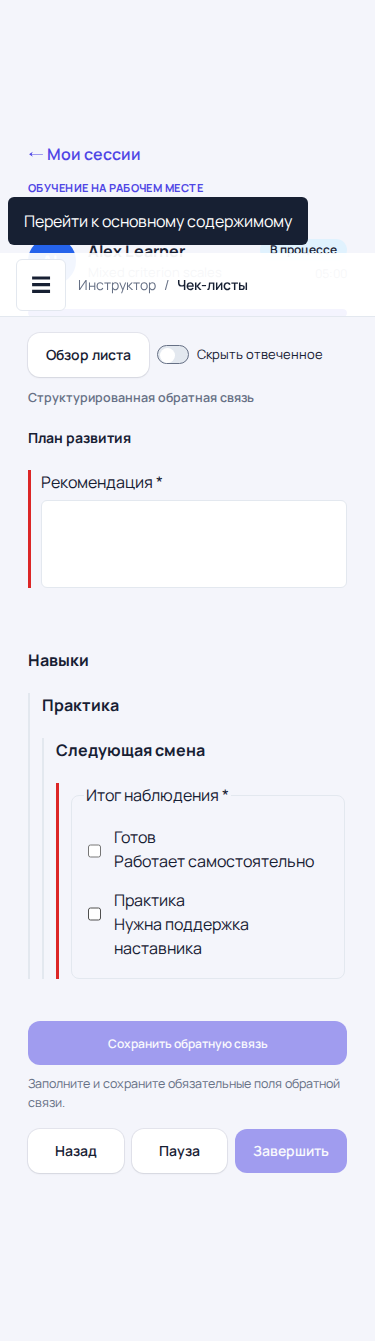 ← Мои сессии
ОБУЧЕНИЕ НА РАБОЧЕМ МЕСТЕ
Перейти к основному содержимому
Alex Learner
В процессе
Инструктор / Чек-листы
Обзор листа
Скрыть отвеченное
Структурированная обратная связь
План развития
Рекомендация *
Навыки
Практика
Следующая смена
Итог наблюдения *
Готов
Работает самостоятельно
Практика
Нужна поддержка
наставника
Сохранить обратную связь
Заполните и сохраните обязательные поля обратной
связи.
Назад
Пауза
Завершить